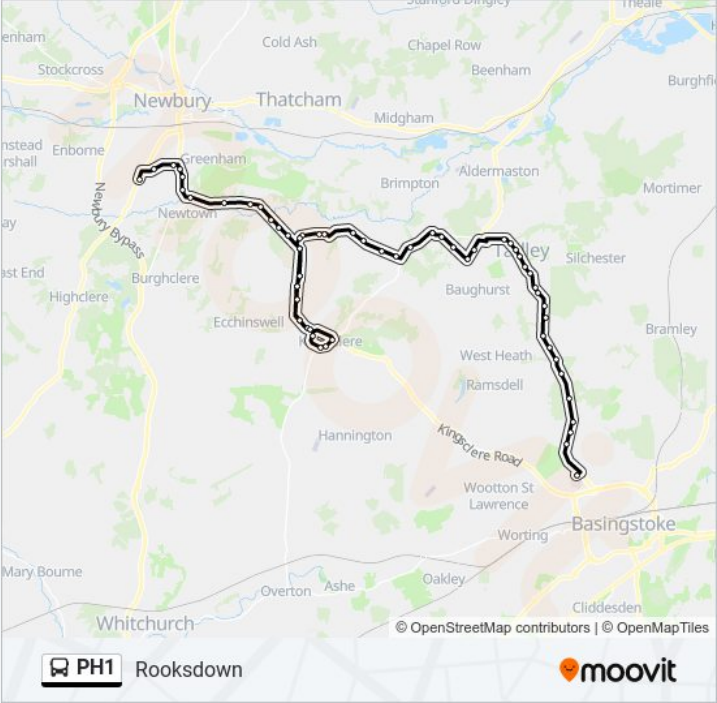 Stanford Dingley
Theale
enham
Cold Ash
Chapel Row
Stockcross
Beenham
Burghfie
Newbury
Thatcham
Midgham
nstead
rshall
Enborne
Greenham
Aldermaston
Brimpton
Mortimer
Newtown
ay
Newbury Bypass
Tadley
Silchester
ast End
Burghclere
Baughurst
Highclere
Ecchinswell
Bramley
West Heath
Ramsdell
Hannington
Kingsclere Road
Wootton St
Lawrence
Basingstoke
Worting
Mary Bourne
Oakley
Overton
Ashe
Cliddesden
Whitchurch
© OpenStreetMap contributors | © OpenMapTiles
PH1 Rooksdown
moovit